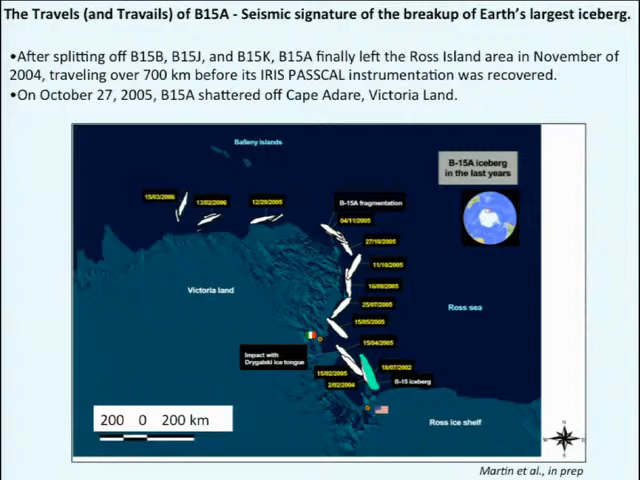 The Travels (and Travails) of B15A - Seismic signature of the breakup of Earth's largest iceberg.
•After splitting off B15B, B15J, and B15K, B15A finally left the Ross Island area in November of
2004, traveling over 700 km before its IRIS PASSCAL instrumentation was recovered.
•On October 27, 2005, B15A shattered off Cape Adare, Victoria Land.
Balleny islands
B-15A iceberg
in the last years
15/03/2006
13/02/2006
12/29/2005
B-15A fragmentation
04/11/2005
27/10/2005
11/10/2005
Victoria land
16/09/2005
25/07/2005
Ross sea
15/05/2005
15/04/2005
Impact with
Drygalski ice tongue
15/02/2005
18/07/2002
2/02/2004
B-15 iceberg
200 0 200 km
Ross ice shelf
N
W
E
S
Martin et al., in prep